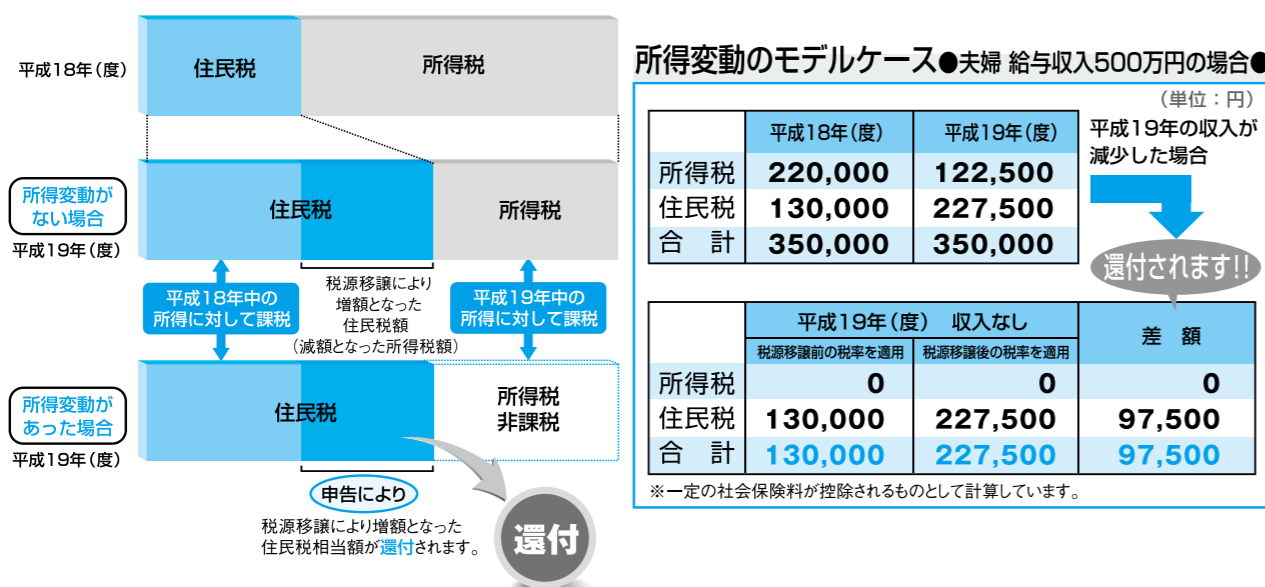 平成18年(度)
住民税
所得税
所得変動が
ない場合
平成19年(度)
住民税
所得税
平成18年中の
所得に対して課税
税源移譲により
増額となった
住民税額
(減額となった所得税額)
平成19年中の
所得に対して課税
所得変動が
あった場合
平成19年(度)
住民税
所得税
非課税
申告により
税源移譲により増額となった
住民税相当額が還付されます。
還付
所得変動のモデルケース●夫婦 給与収入500万円の場合●
(単位:円)
平成18年(度) 平成19年(度)
所得税 220,000 122,500
住民税 130,000 227,500
合 計 350,000 350,000
平成19年の収入が
減少した場合
還付されます!!
平成19年(度) 収入なし 差 額
税源移譲前の税率を適用 税源移譲後の税率を適用
所得税 0 0 0
住民税 130,000 227,500 97,500
合 計 130,000 227,500 97,500
※一定の社会保険料が控除されるものとして計算しています。